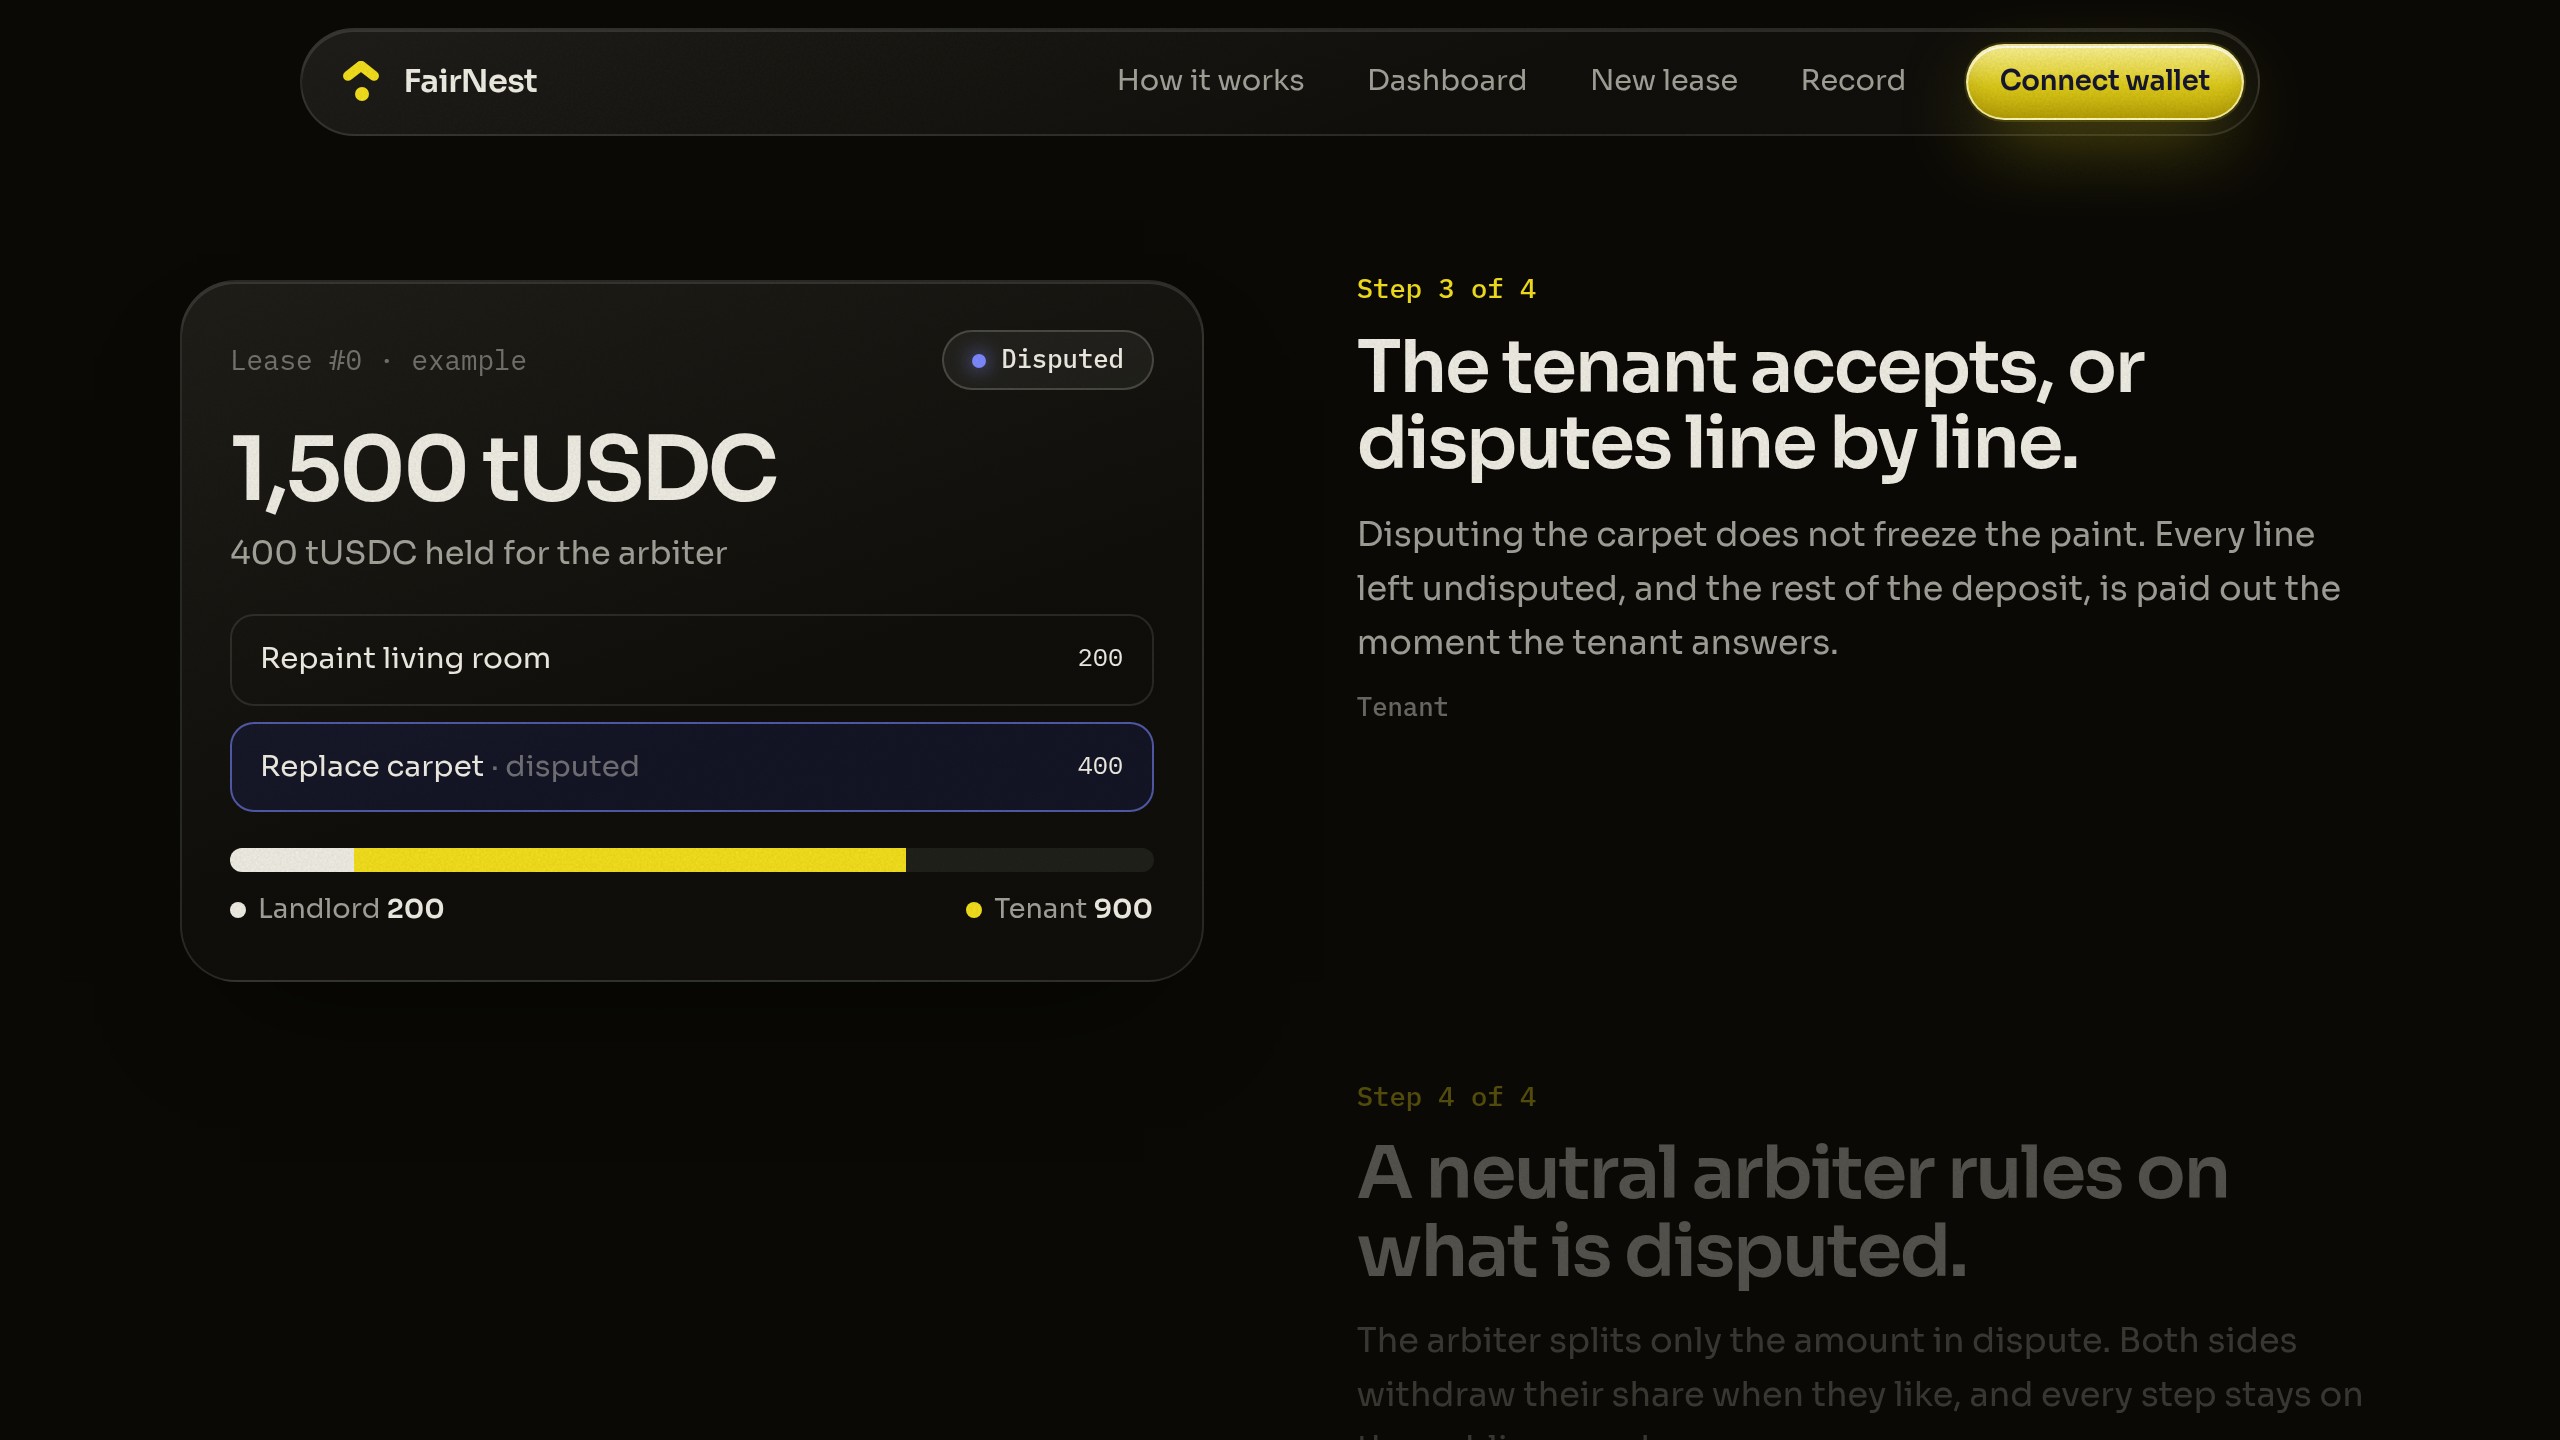 FairNest
How it works
Dashboard
New lease
Record
Connect wallet
Lease #0 · example
Disputed
1,500 tUSDC
400 tUSDC held for the arbiter
Repaint living room 200
Replace carpet · disputed 400
Landlord 200
Tenant 900
Step 3 of 4
The tenant accepts, or
disputes line by line.
Disputing the carpet does not freeze the paint. Every line
left undisputed, and the rest of the deposit, is paid out the
moment the tenant answers.
Tenant
Step 4 of 4
A neutral arbiter rules on
what is disputed.
The arbiter splits only the amount in dispute. Both sides
withdraw their share when they like, and every step stays on